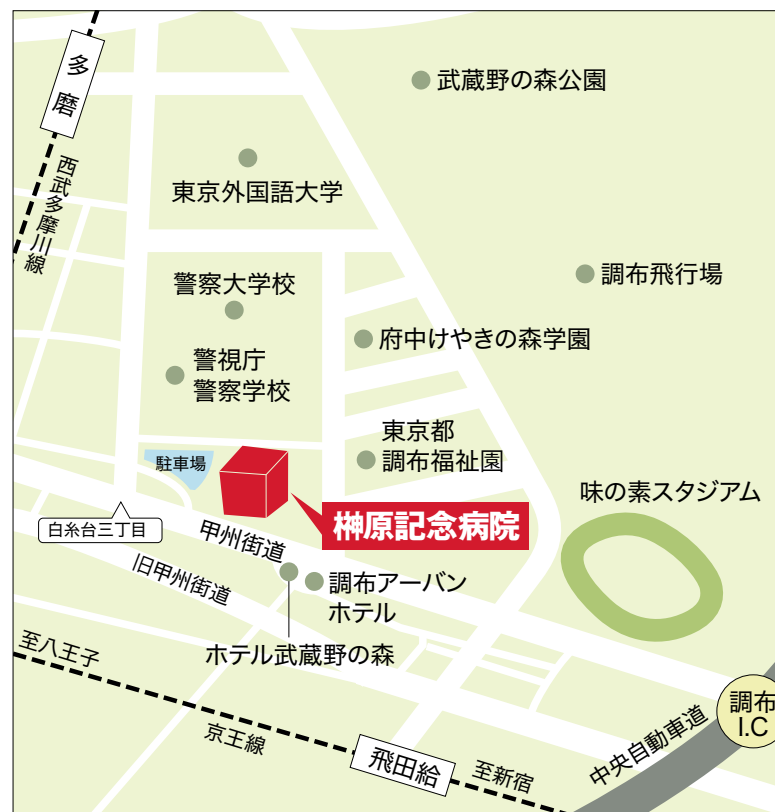 多磨
武蔵野の森公園
西武多摩川線
東京外国語大学
調布飛行場
警察大学校
府中けやきの森学園
警視庁
警察学校
東京都
調布福祉園
駐車場
味の素スタジアム
榊原記念病院
白糸台三丁目
甲州街道
旧甲州街道
調布アーバン
ホテル
ホテル武蔵野の森
至八王子
調布
I.C
京王線
中央自動車道
飛田給
至新宿